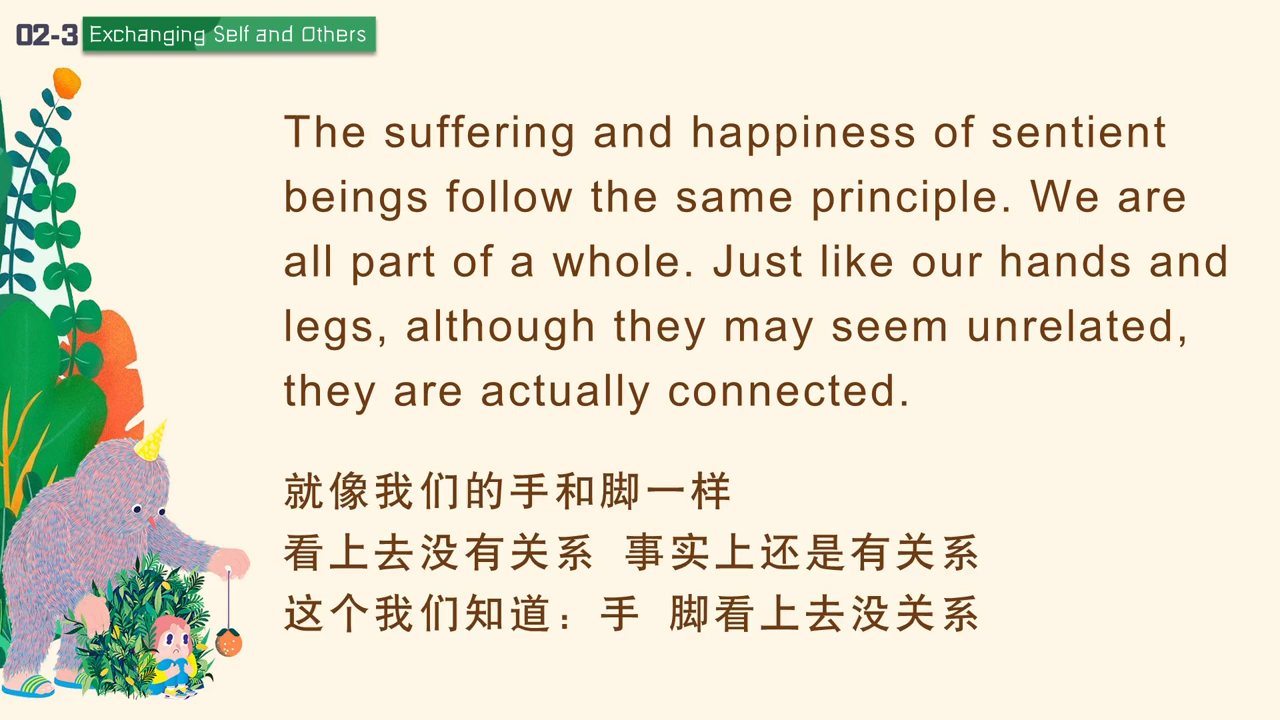 02-3 Exchanging Self and Others
The suffering and happiness of sentient
beings follow the same principle. We are
all part of a whole. Just like our hands and
legs, although they may seem unrelated,
they are actually connected.
就像我们的手和脚一样
看上去没有关系 事实上还是有关系
这个我们知道：手 脚看上去没关系